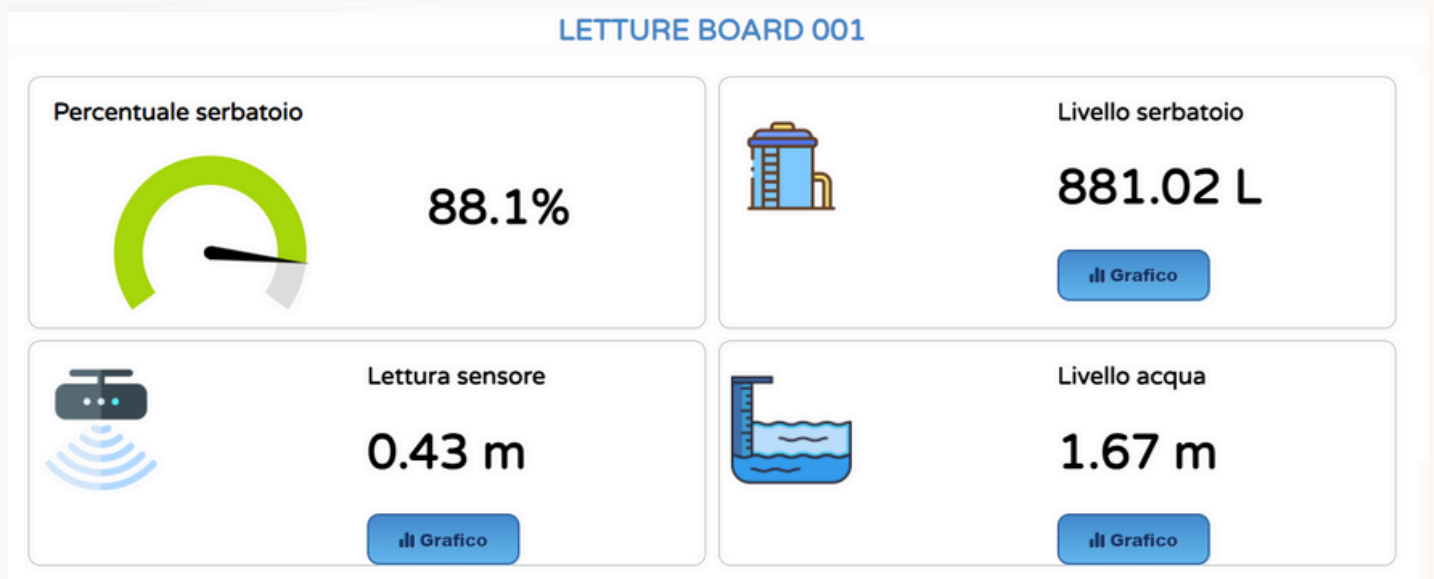 LETTURE BOARD 001
Percentuale serbatoio
88.1%
Livello serbatoio
881.02 L
Grafico
Lettura sensore
0.43 m
Grafico
Livello acqua
1.67 m
Grafico